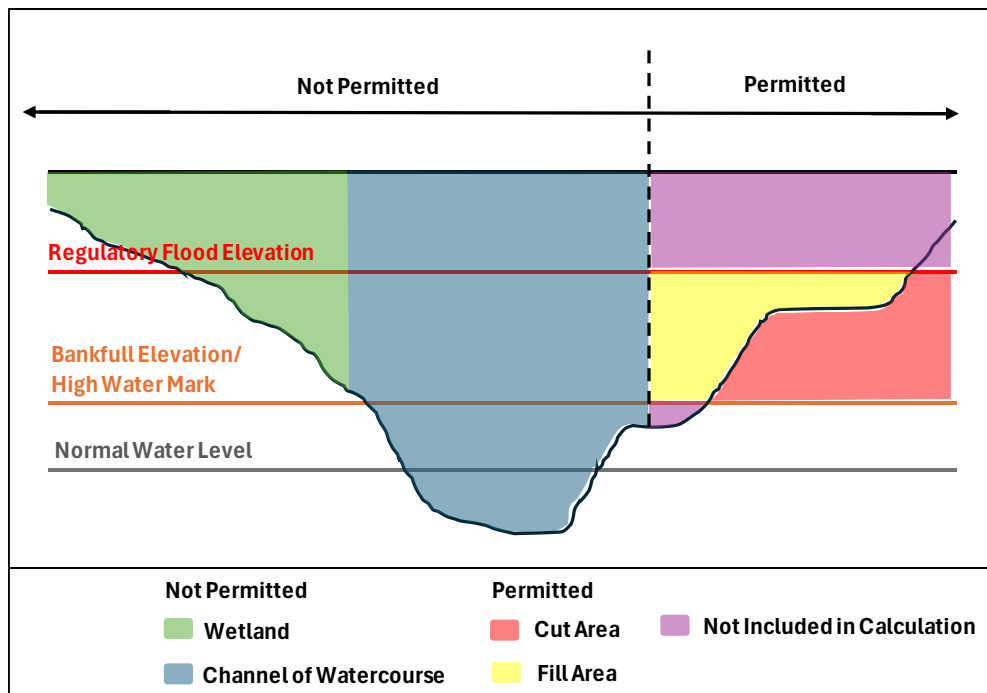 Not Permitted
Permitted
Regulatory Flood Elevation
Bankfull Elevation/
High Water Mark
Normal Water Level
Not Permitted
Permitted
Wetland
Cut Area
Not Included in Calculation
Channel of Watercourse
Fill Area